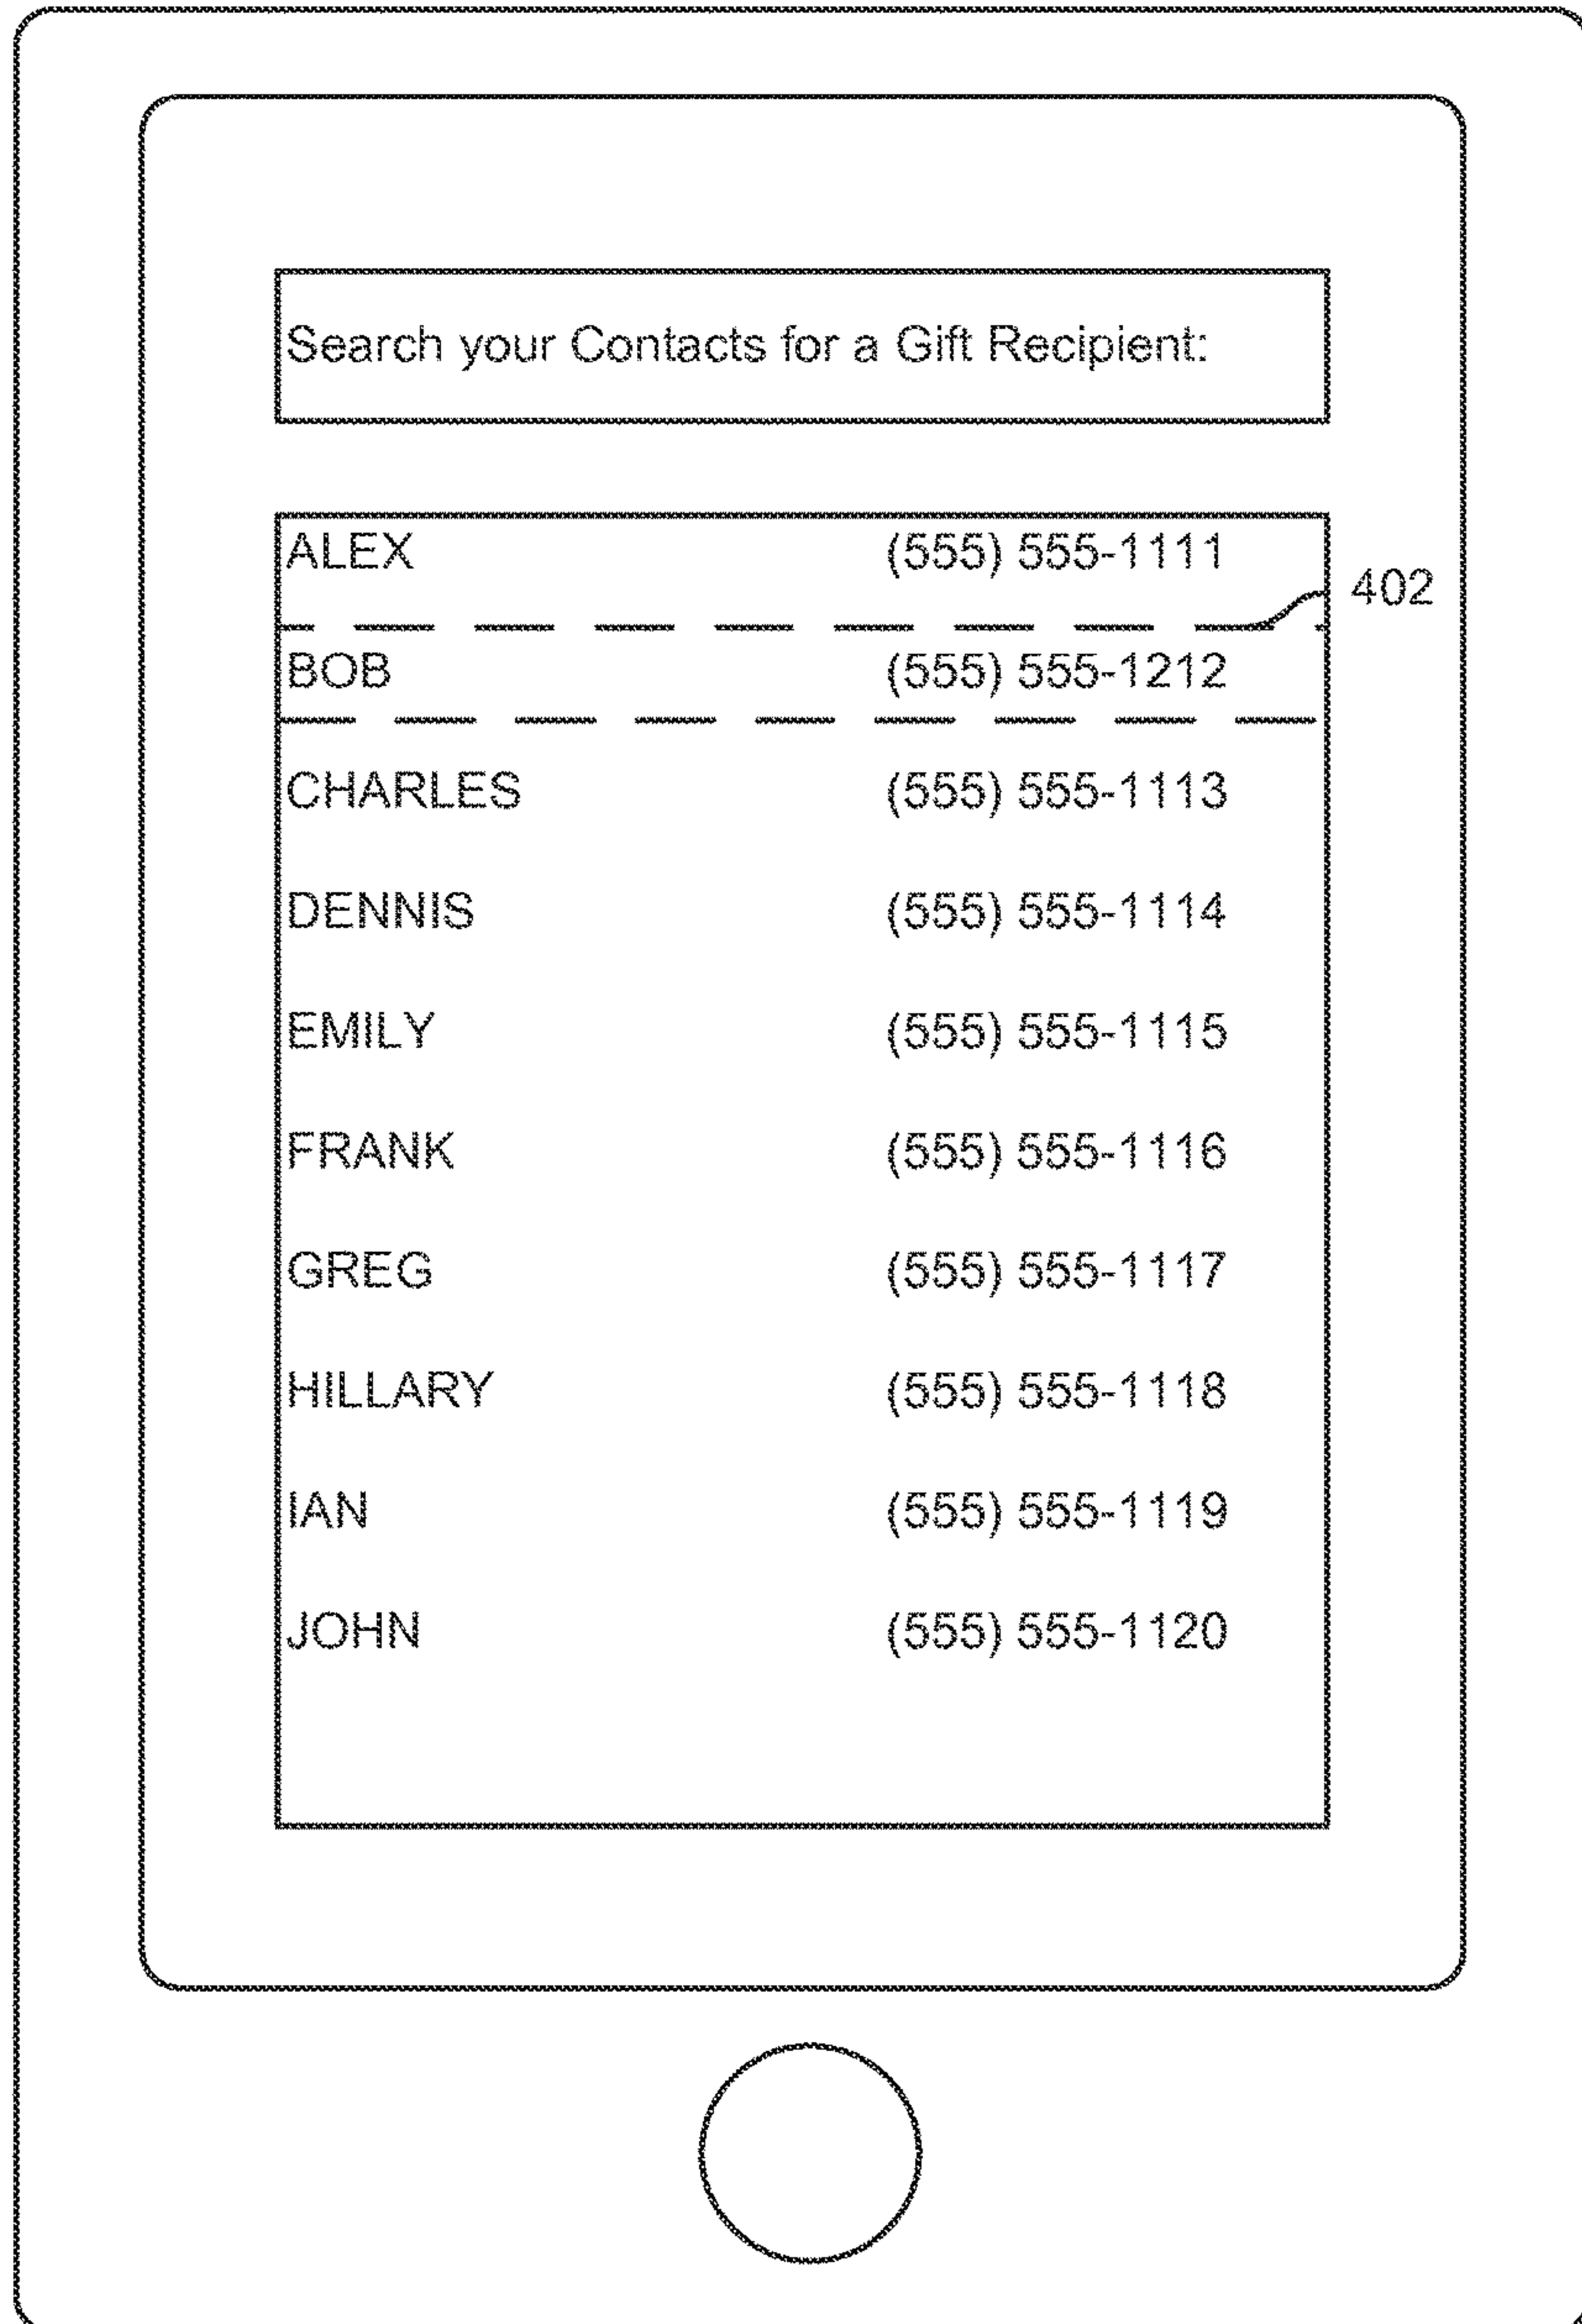 Search your Contacts for a Gift Recipient:
ALEX (555) 555-1111
402
BOB (555) 555-1212
CHARLES (555) 555-1113
DENNIS (555) 555-1114
EMILY (555) 555-1115
FRANK (555) 555-1116
GREG (555) 555-1117
HILLARY (555) 555-1118
IAN (555) 555-1119
JOHN (555) 555-1120